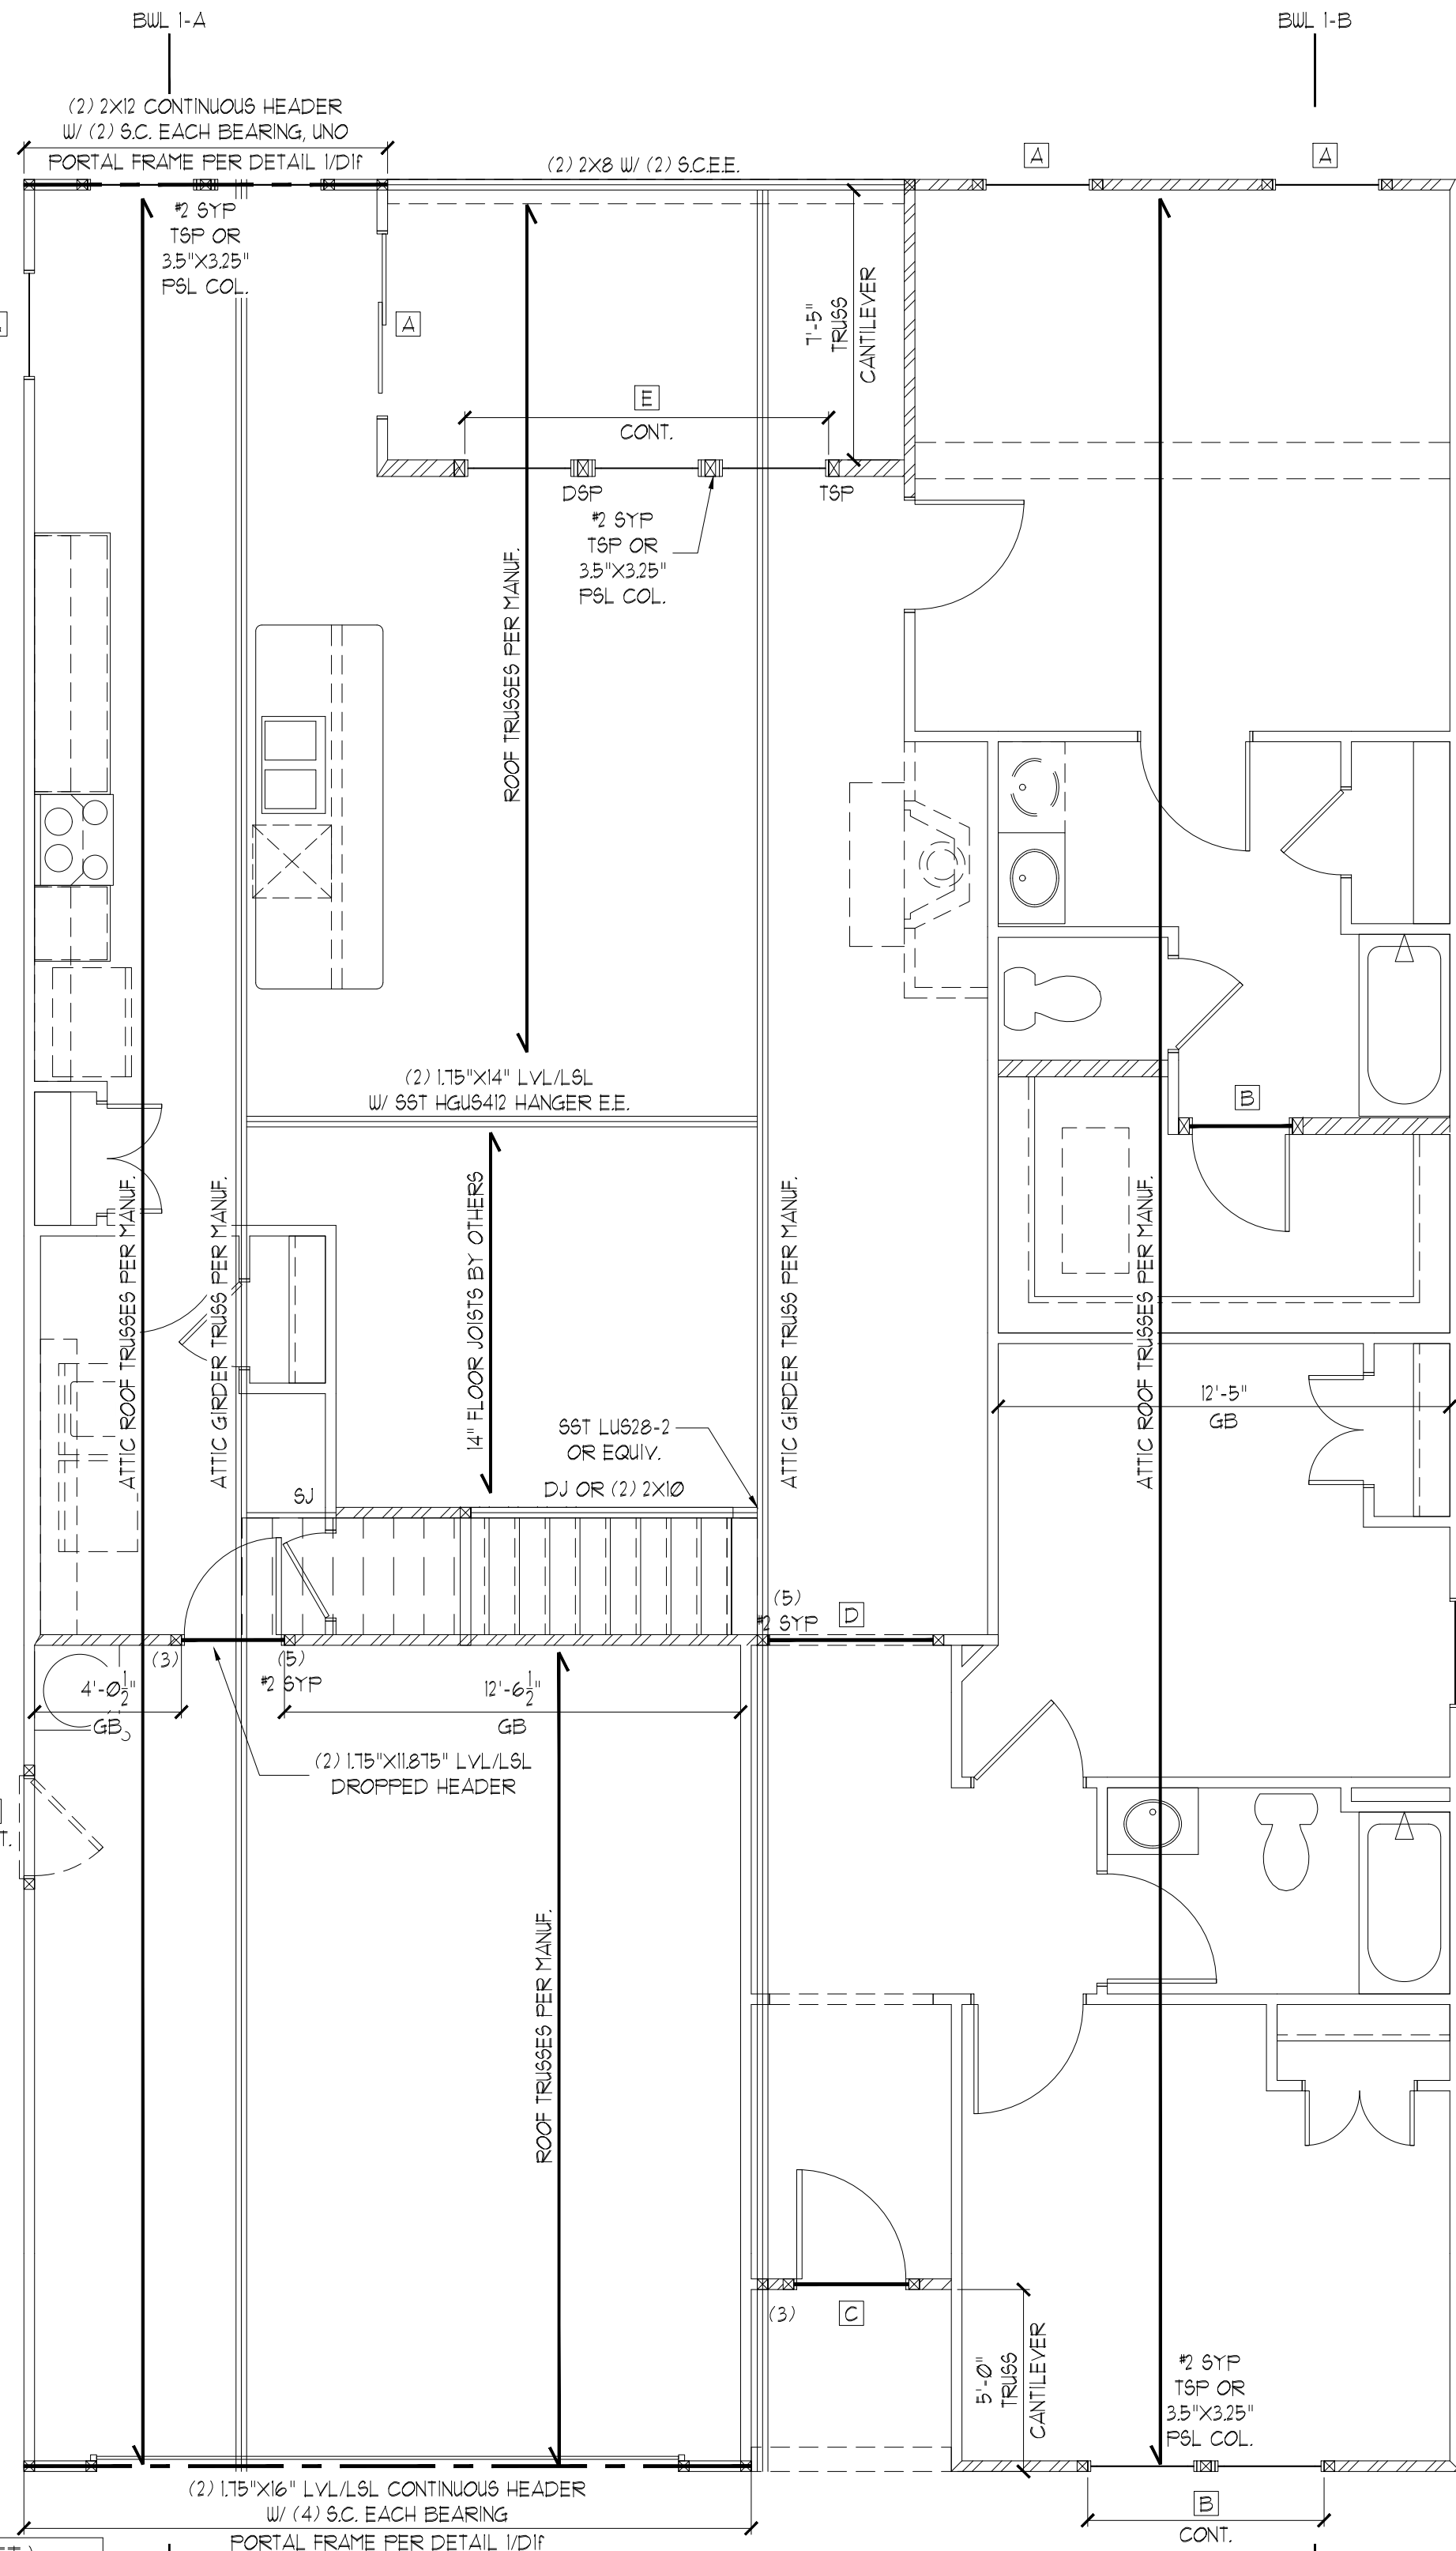 BWL 1-A
BWL 1-B
(2) 2X12 CONTINUOUS HEADER
W/ (2) S.C. EACH BEARING, UNO
PORTAL FRAME PER DETAIL 1/D1f
(2) 2X8 W/ (2) S.C.E.E.
A
A
#2 SYP
TSP OR
3.5"X3.25"
PSL COL.
A
7'-5"
TRUSS
CANTILEVER
E
CONT.
DSP
TSP
#2 SYP
TSP OR
3.5"X3.25"
PSL COL.
ROOF TRUSSES PER MANUF.
(2) 1.75"X14" LVL/LSL
W/ SST HGUS412 HANGER E.E.
B
ATTIC ROOF TRUSSES PER MANUF.
ATTIC GIRDER TRUSS PER MANUF.
14" FLOOR JOISTS BY OTHERS
ATTIC GIRDER TRUSS PER MANUF.
ATTIC ROOF TRUSSES PER MANUF.
12'-5"
GB
SST LUS28-2
OR EQUIV.
DJ OR (2) 2X10
SJ
(5)
#2 SYP
D
(3)
(5)
#2 SYP
4'-0 1/2"
GB
12'-6 1/2"
GB
(2) 1.75"X11.875" LVL/LSL
DROPPED HEADER
T.
ROOF TRUSSES PER MANUF.
(3)
C
5'-0"
TRUSS
CANTILEVER
#2 SYP
TSP OR
3.5"X3.25"
PSL COL.
(2) 1.75"X16" LVL/LSL CONTINUOUS HEADER
W/ (4) S.C. EACH BEARING
PORTAL FRAME PER DETAIL 1/D1f
B
CONT.